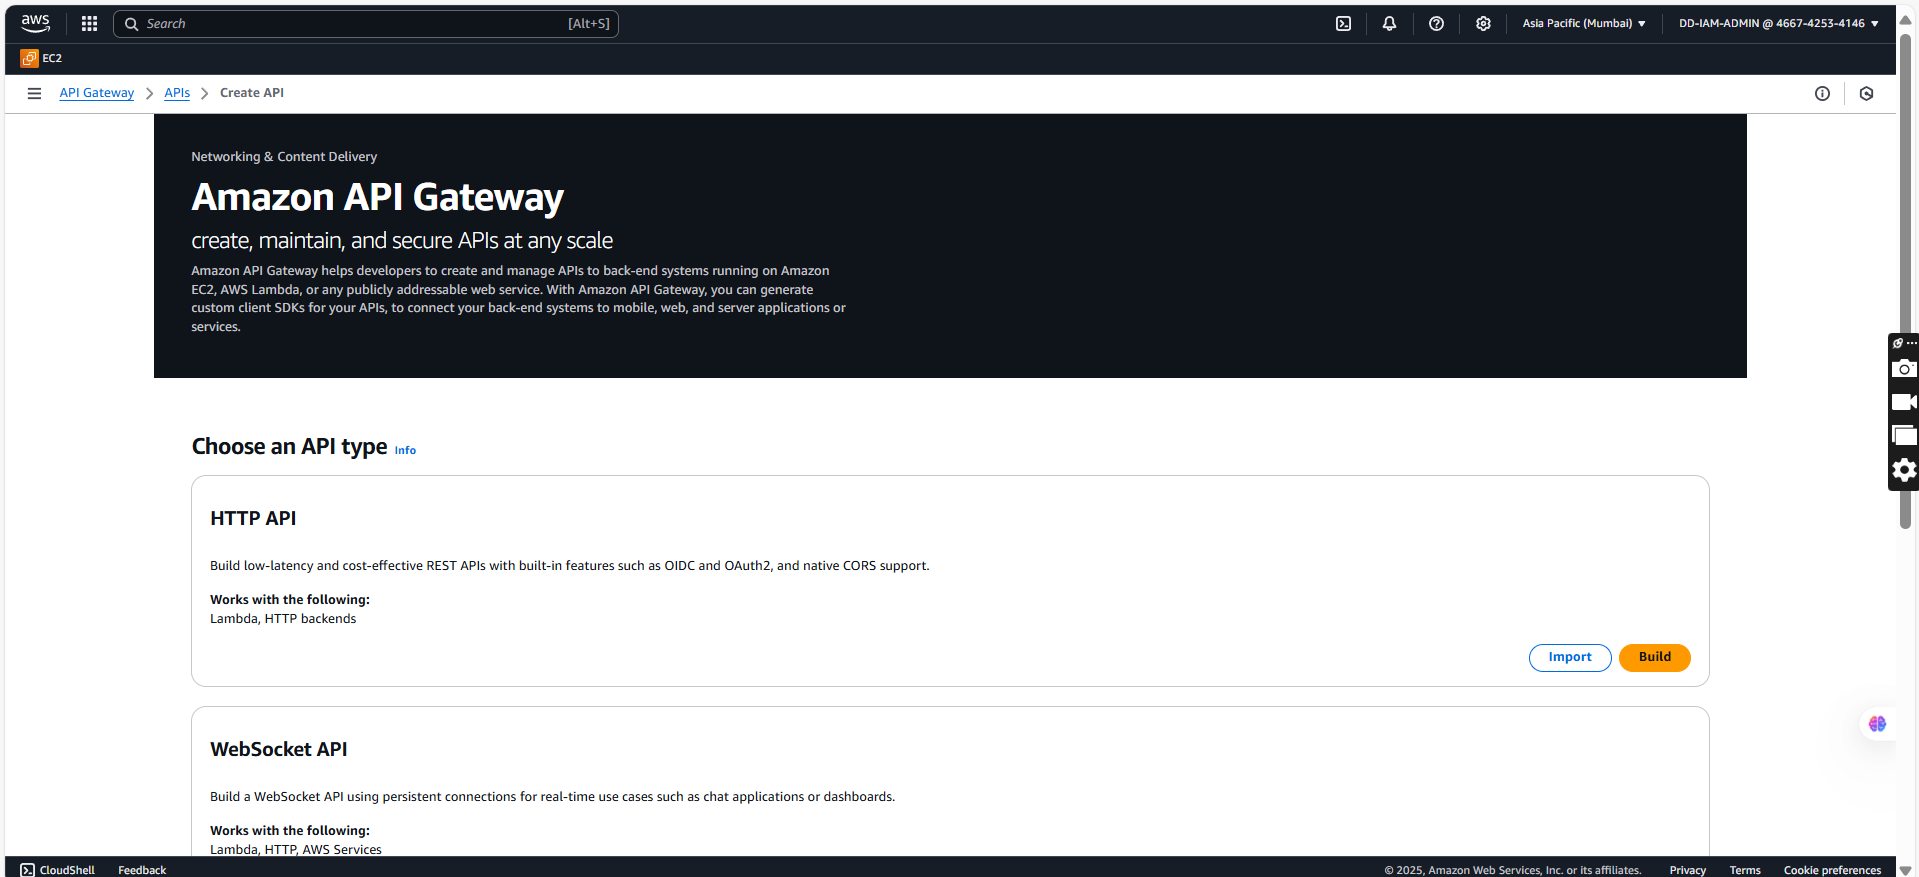 aws
Search
[Alt+S]
Asia Pacific (Mumbai)
DD-IAM-ADMIN @ 4667-4253-4146
EC2
API Gateway
APIs
Create API
Networking & Content Delivery
Amazon API Gateway
create, maintain, and secure APIs at any scale
Amazon API Gateway helps developers to create and manage APIs to back-end systems running on Amazon
EC2, AWS Lambda, or any publicly addressable web service. With Amazon API Gateway, you can generate
custom client SDKs for your APIs, to connect your back-end systems to mobile, web, and server applications or
services.
Choose an API type Info
HTTP API
Build low-latency and cost-effective REST APIs with built-in features such as OIDC and OAuth2, and native CORS support.
Works with the following:
Lambda, HTTP backends
Import
Build
WebSocket API
Build a WebSocket API using persistent connections for real-time use cases such as chat applications or dashboards.
Works with the following:
Lambda, HTTP, AWS Services
CloudShell
Feedback
© 2025, Amazon Web Services, Inc. or its affiliates.
Privacy
Terms
Cookie preferences